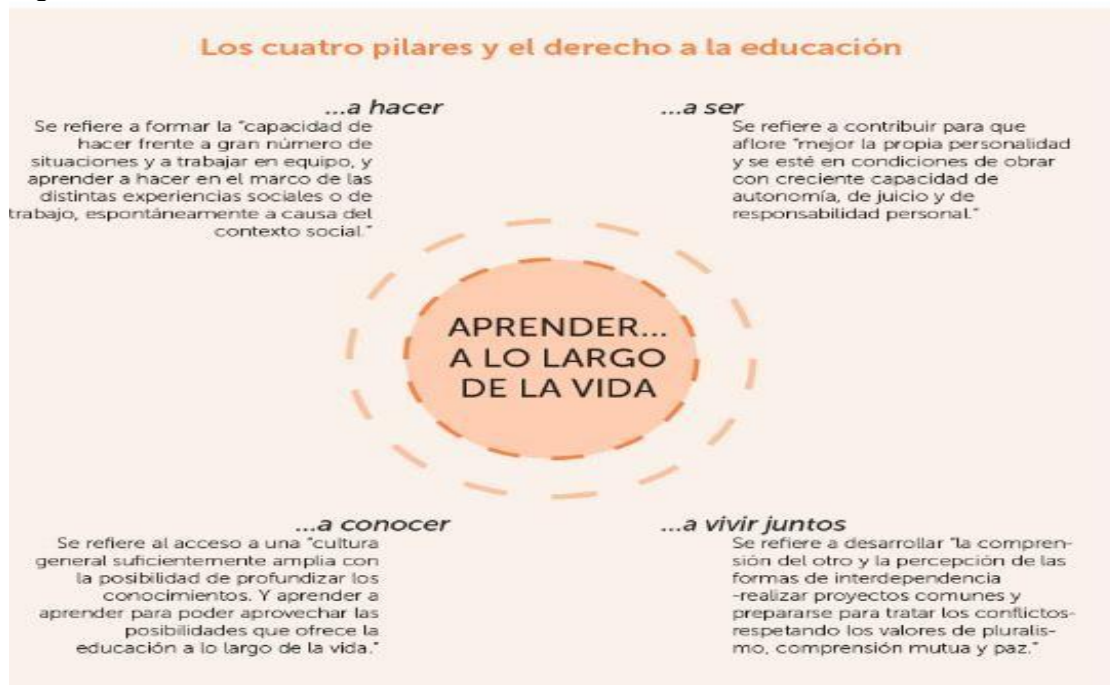 Los cuatro pilares y el derecho a la educación
...a hacer
Se refiere a formar la "capacidad de
hacer frente a gran número de
situaciones y a trabajar en equipo, y
aprender a hacer en el marco de las
distintas experiencias sociales o de
trabajo, espontáneamente a causa del
contexto social."
...a ser
Se refiere a contribuir para que
aflore "mejor la propia personalidad
y se esté en condiciones de obrar
con creciente capacidad de
autonomía, de juicio y de
responsabilidad personal."
APRENDER...
A LO LARGO
DE LA VIDA
...a conocer
Se refiere al acceso a una "cultura
general suficientemente amplia con
la posibilidad de profundizar los
conocimientos. Y aprender a
aprender para poder aprovechar las
posibilidades que ofrece la
educación a lo largo de la vida."
...a vivir juntos
Se refiere a desarrollar "la compren-
sión del otro y la percepción de las
formas de interdependencia
-realizar proyectos comunes y
prepararse para tratar los conflictos-
respetando los valores de pluralis-
mo, comprensión mutua y paz."